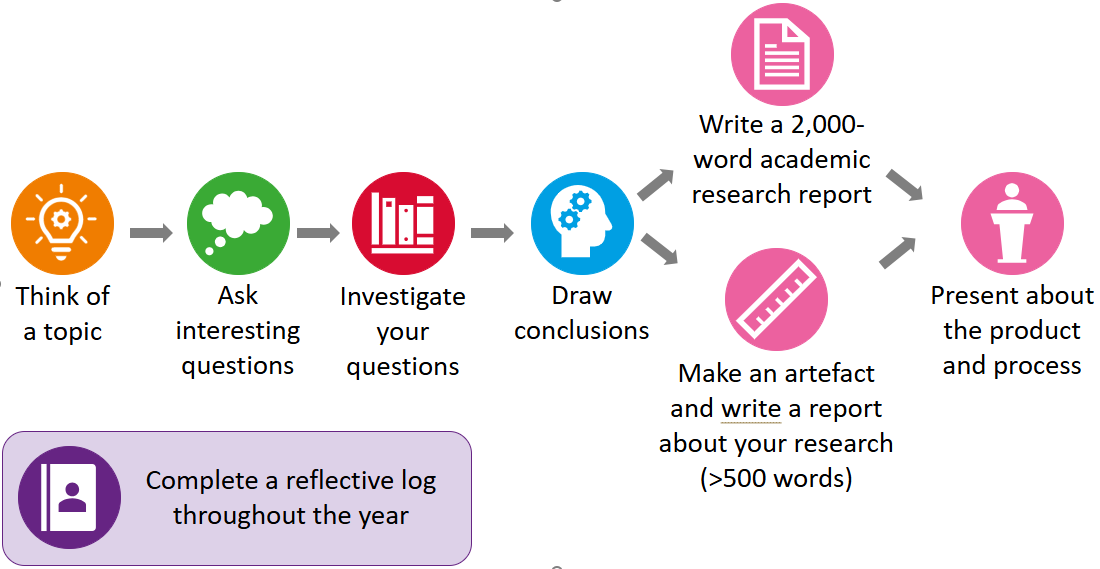 Think of
a topic
Ask
interesting
questions
Investigate
your
questions
Draw
conclusions
Write a 2,000-
word academic
research report
Make an artefact
and write a report
about your research
(>500 words)
Present about
the product
and process
Complete a reflective log
throughout the year